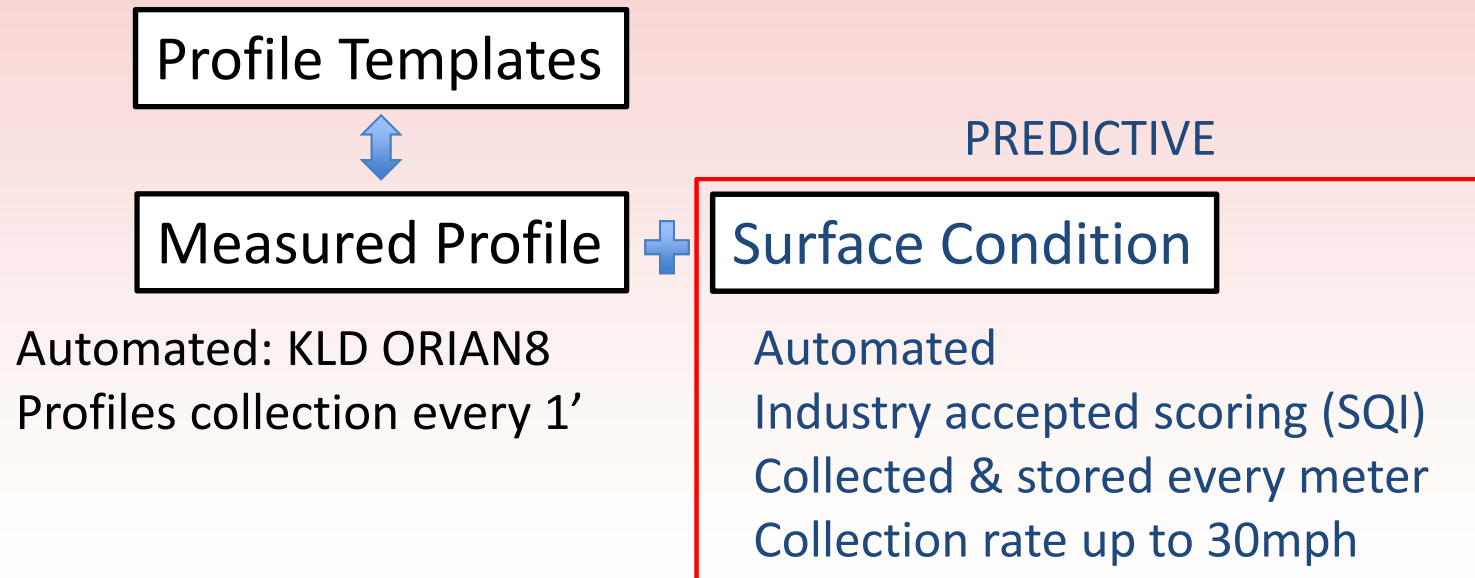 Profile Templates
PREDICTIVE
Measured Profile
Surface Condition
Automated: KLD ORIAN8
Profiles collection every 1’
Automated
Industry accepted scoring (SQI)
Collected & stored every meter
Collection rate up to 30mph